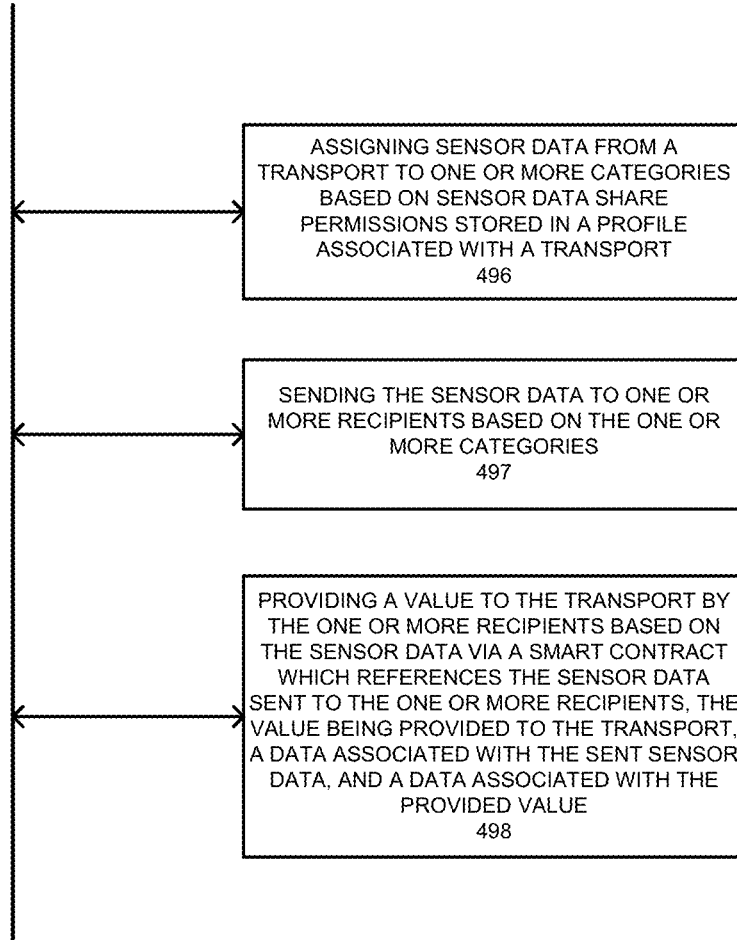 ASSIGNING SENSOR DATA FROM A
TRANSPORT TO ONE OR MORE CATEGORIES
BASED ON SENSOR DATA SHARE
PERMISSIONS STORED IN A PROFILE
ASSOCIATED WITH A TRANSPORT
496
SENDING THE SENSOR DATA TO ONE OR
MORE RECIPIENTS BASED ON THE ONE OR
MORE CATEGORIES
497
PROVIDING A VALUE TO THE TRANSPORT BY
THE ONE OR MORE RECIPIENTS BASED ON
THE SENSOR DATA VIA A SMART CONTRACT
WHICH REFERENCES THE SENSOR DATA
SENT TO THE ONE OR MORE RECIPIENTS, THE
VALUE BEING PROVIDED TO THE TRANSPORT,
A DATA ASSOCIATED WITH THE SENT SENSOR
DATA, AND A DATA ASSOCIATED WITH THE
PROVIDED VALUE
498